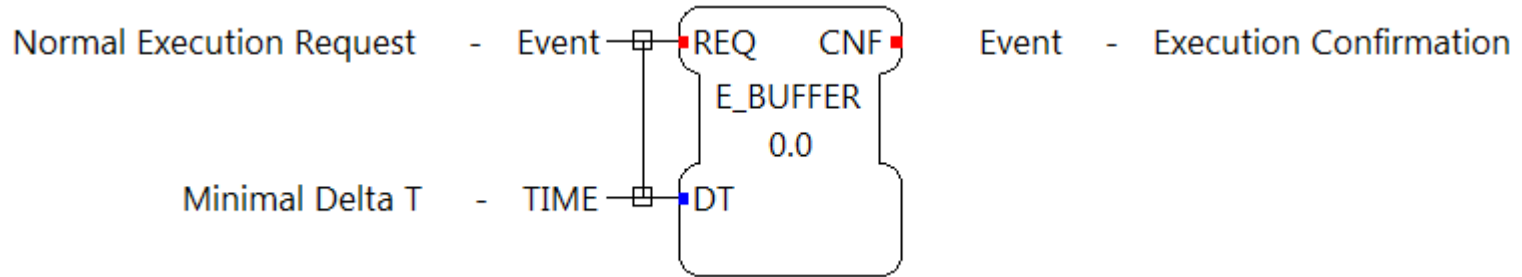 Normal Execution Request - Event REQ CNF Event - Execution Confirmation
E_BUFFER
0.0
Minimal Delta T - TIME DT